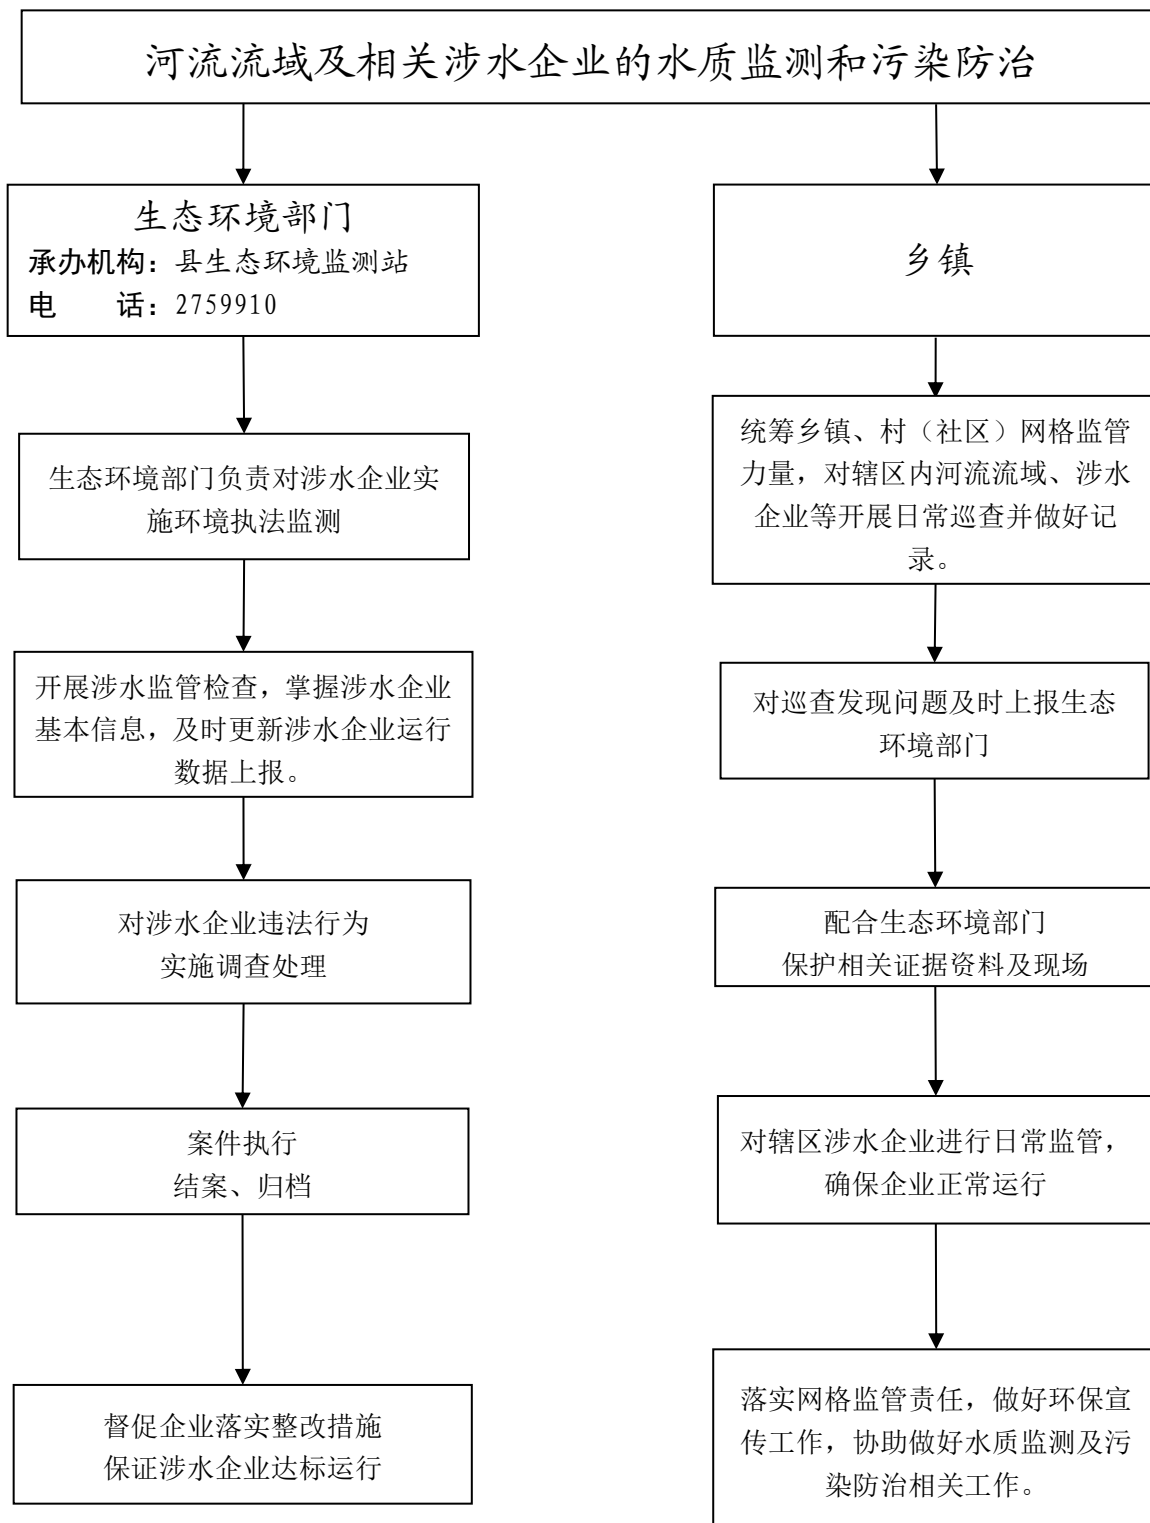 河流流域及相关涉水企业的水质监测和污染防治
生态环境部门
承办机构：县生态环境监测站
电　　话：2759910
生态环境部门负责对涉水企业实
施环境执法监测
开展涉水监管检查，掌握涉水企业
基本信息，及时更新涉水企业运行
数据上报。
对涉水企业违法行为
实施调查处理
案件执行
结案、归档
督促企业落实整改措施
保证涉水企业达标运行
乡镇
统筹乡镇、村（社区）网格监管
力量，对辖区内河流流域、涉水
企业等开展日常巡查并做好记
录。
对巡查发现问题及时上报生态
环境部门
配合生态环境部门
保护相关证据资料及现场
对辖区涉水企业进行日常监管，
确保企业正常运行
落实网格监管责任，做好环保宣
传工作，协助做好水质监测及污
染防治相关工作。